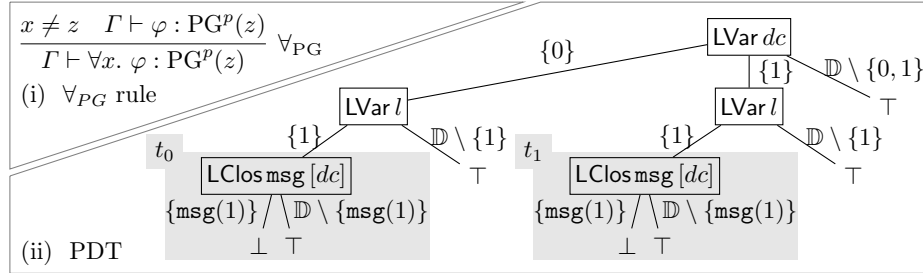 x ≠ z Γ ⊢ φ : PG^p(z)
Γ ⊢ ∀x. φ : PG^p(z)
∀_PG
(i) ∀_PG rule
LVar dc
{0}
{1}
𝔻 \ {0, 1}
⊤
LVar l
LVar l
{1}
𝔻 \ {1}
⊤
{1}
𝔻 \ {1}
⊤
t_0
t_1
LClos msg [dc]
LClos msg [dc]
{msg(1)}
𝔻 \ {msg(1)}
{msg(1)}
𝔻 \ {msg(1)}
⊥ ⊤
⊥ ⊤
(ii) PDT